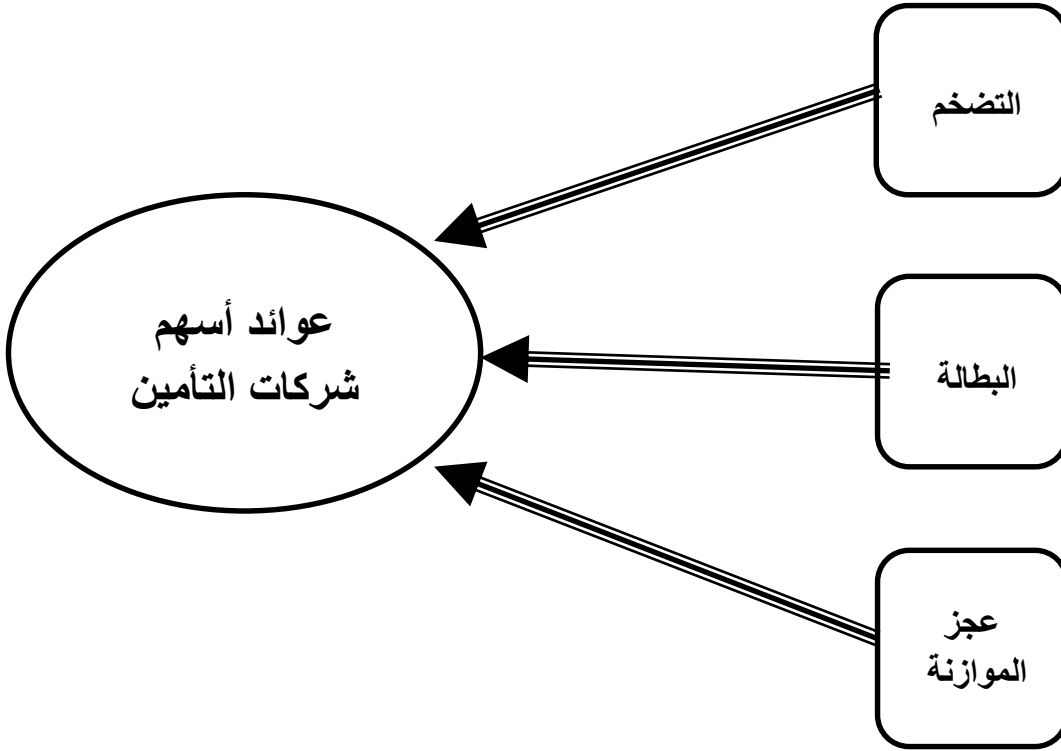 التضخم
البطالة
عجز
الموازنة
عوائد أسهم
شركات التأمين